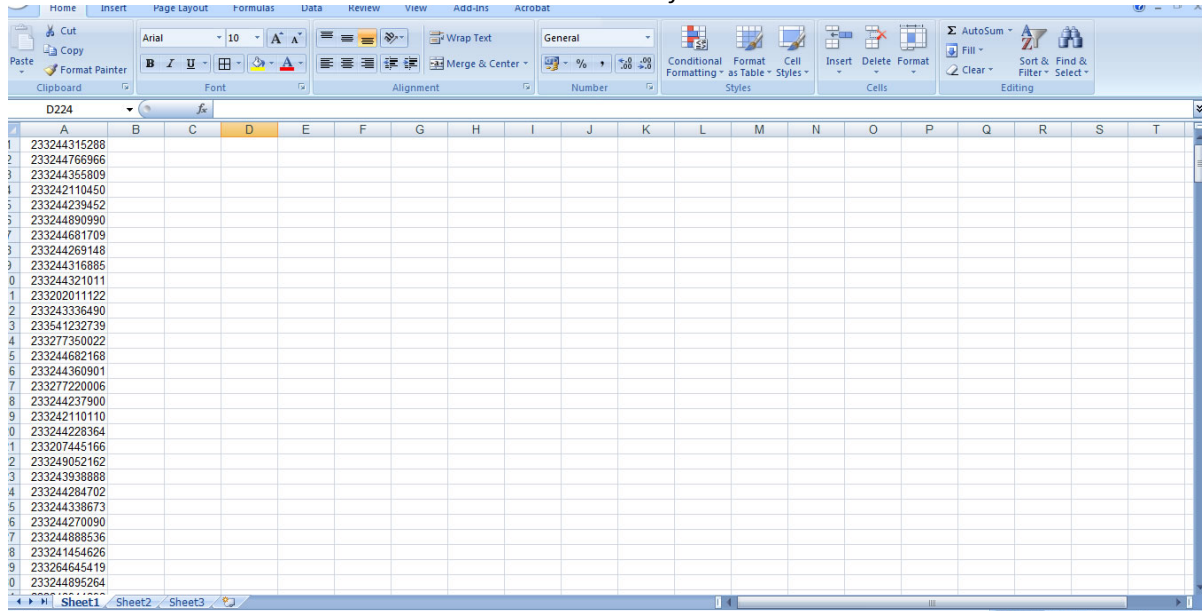 Home Insert Page Layout Formulas Data Review View Add-Ins Acrobat
Cut
Copy
Paste
Format Painter
Clipboard
Arial 10 A A
B I U A
Font
Wrap Text
Merge & Center
Alignment
General
% ,
Number
Conditional Formatting
Format as Table
Cell Styles
Styles
Insert Delete Format
Cells
Σ AutoSum
Fill
Clear
Sort & Filter
Find & Select
Editing
D224 fx
A B C D E F G H I J K L M N O P Q R S T
233244315288
233244766966
233244355809
233242110450
233244239452
233244890990
233244681709
233244269148
233244316885
233244321011
233202011122
233243336490
233541232739
233277350022
233244682168
233244360901
233277220006
233244237900
233242110110
233244228364
233207445166
233249052162
233243938888
233244284702
233244338673
233244270090
233244888536
233241454626
233264645419
233244895264
Sheet1 Sheet2 Sheet3